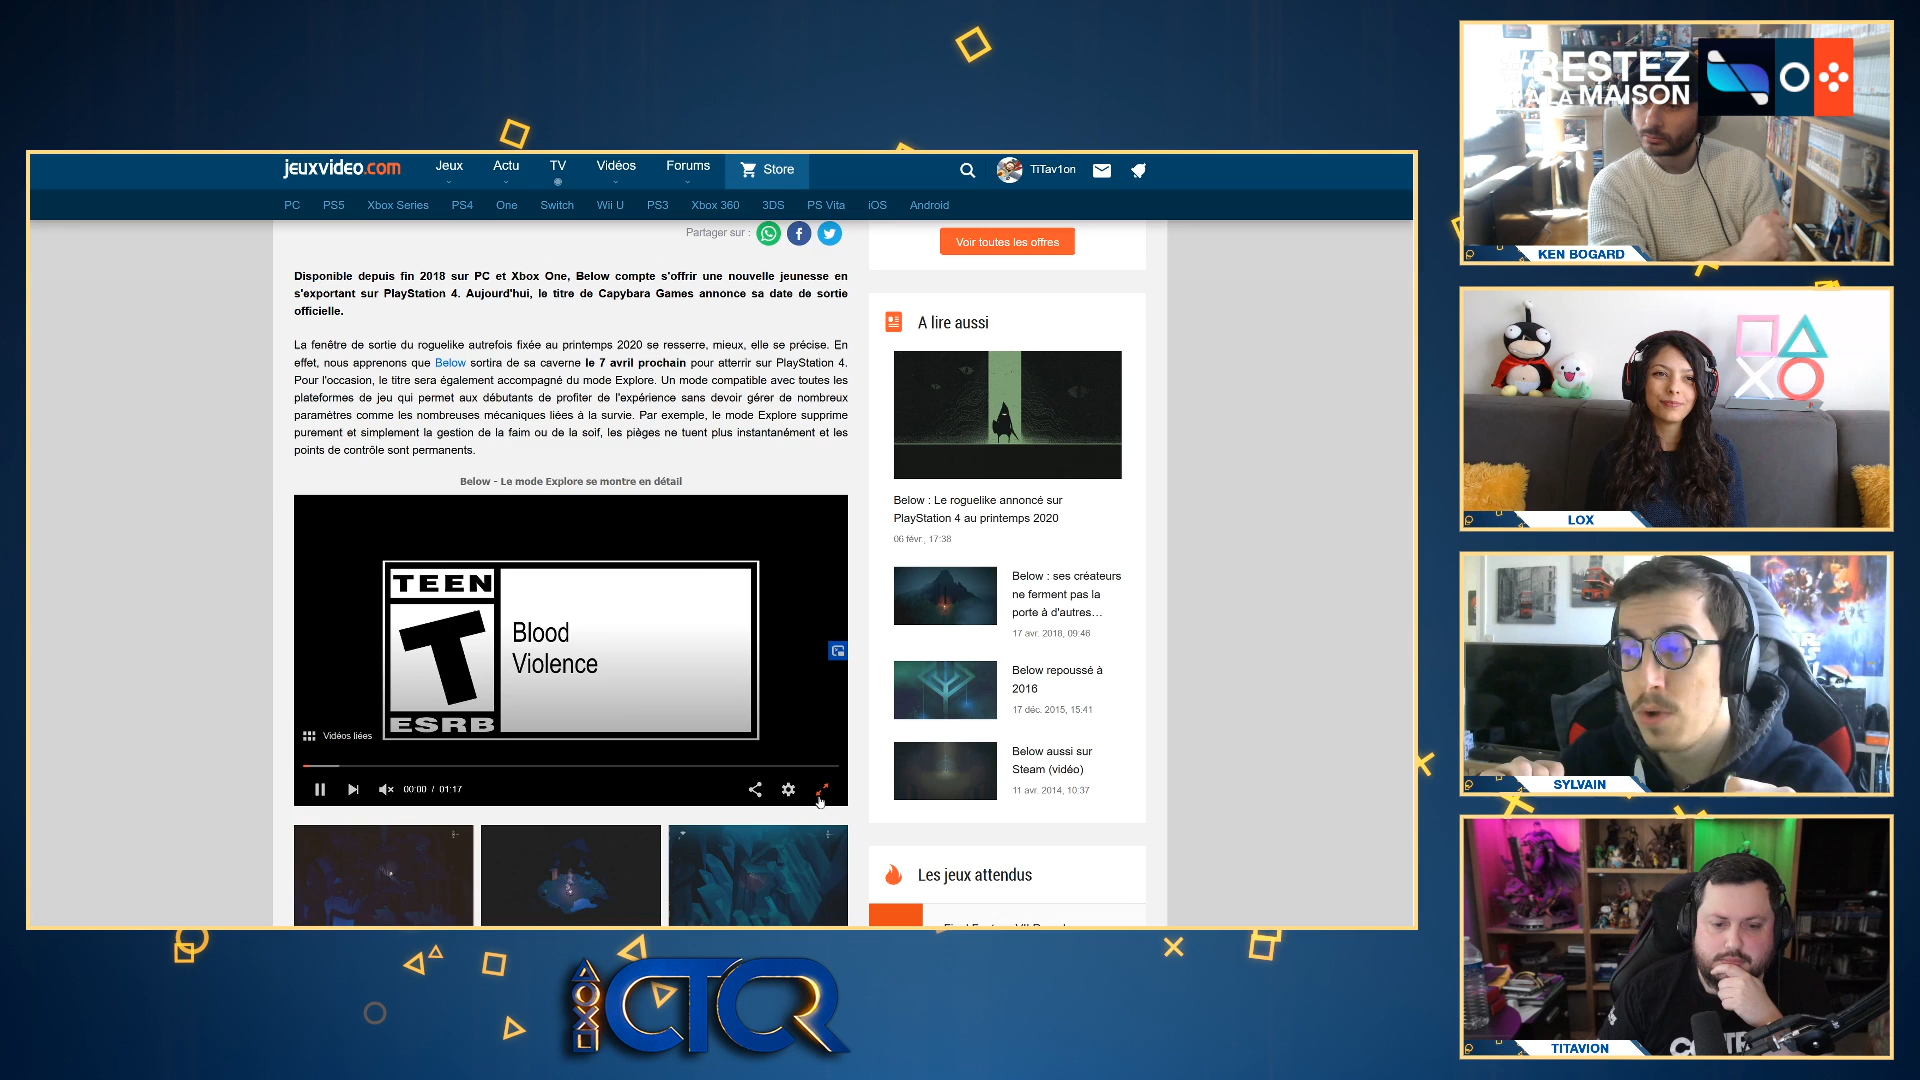 jeuxvideo.com
Jeux
Actu
TV
Vidéos
Forums
Store
TiTav1on
PC
PS5
Xbox Series
PS4
One
Switch
Wii U
PS3
Xbox 360
3DS
PS Vita
iOS
Android
Partager sur :
Disponible depuis fin 2018 sur PC et Xbox One, Below compte s'offrir une nouvelle jeunesse en
s'exportant sur PlayStation 4. Aujourd'hui, le titre de Capybara Games annonce sa date de sortie
officielle.
La fenêtre de sortie du roguelike autrefois fixée au printemps 2020 se resserre, mieux, elle se précise. En
effet, nous apprenons que Below sortira de sa caverne le 7 avril prochain pour atterrir sur PlayStation 4.
Pour l'occasion, le titre sera également accompagné du mode Explore. Un mode compatible avec toutes les
plateformes de jeu qui permet aux débutants de profiter de l'expérience sans devoir gérer de nombreux
paramètres comme les nombreuses mécaniques liées à la survie. Par exemple, le mode Explore supprime
purement et simplement la gestion de la faim ou de la soif, les pièges ne tuent plus instantanément et les
points de contrôle sont permanents.
Below - Le mode Explore se montre en détail
TEEN
T
ESRB
Blood
Violence
Vidéos liées
00:00 / 01:17
Voir toutes les offres
A lire aussi
Below : Le roguelike annoncé sur
PlayStation 4 au printemps 2020
06 févr., 17:38
Below : ses créateurs
ne ferment pas la
porte à d'autres...
17 avr. 2018, 09:46
Below repoussé à
2016
17 déc. 2015, 15:41
Below aussi sur
Steam (vidéo)
11 avr. 2014, 10:37
Les jeux attendus
CTCR
#RESTEZ
À LA MAISON
KEN BOGARD
LOX
SYLVAIN
TITAVION